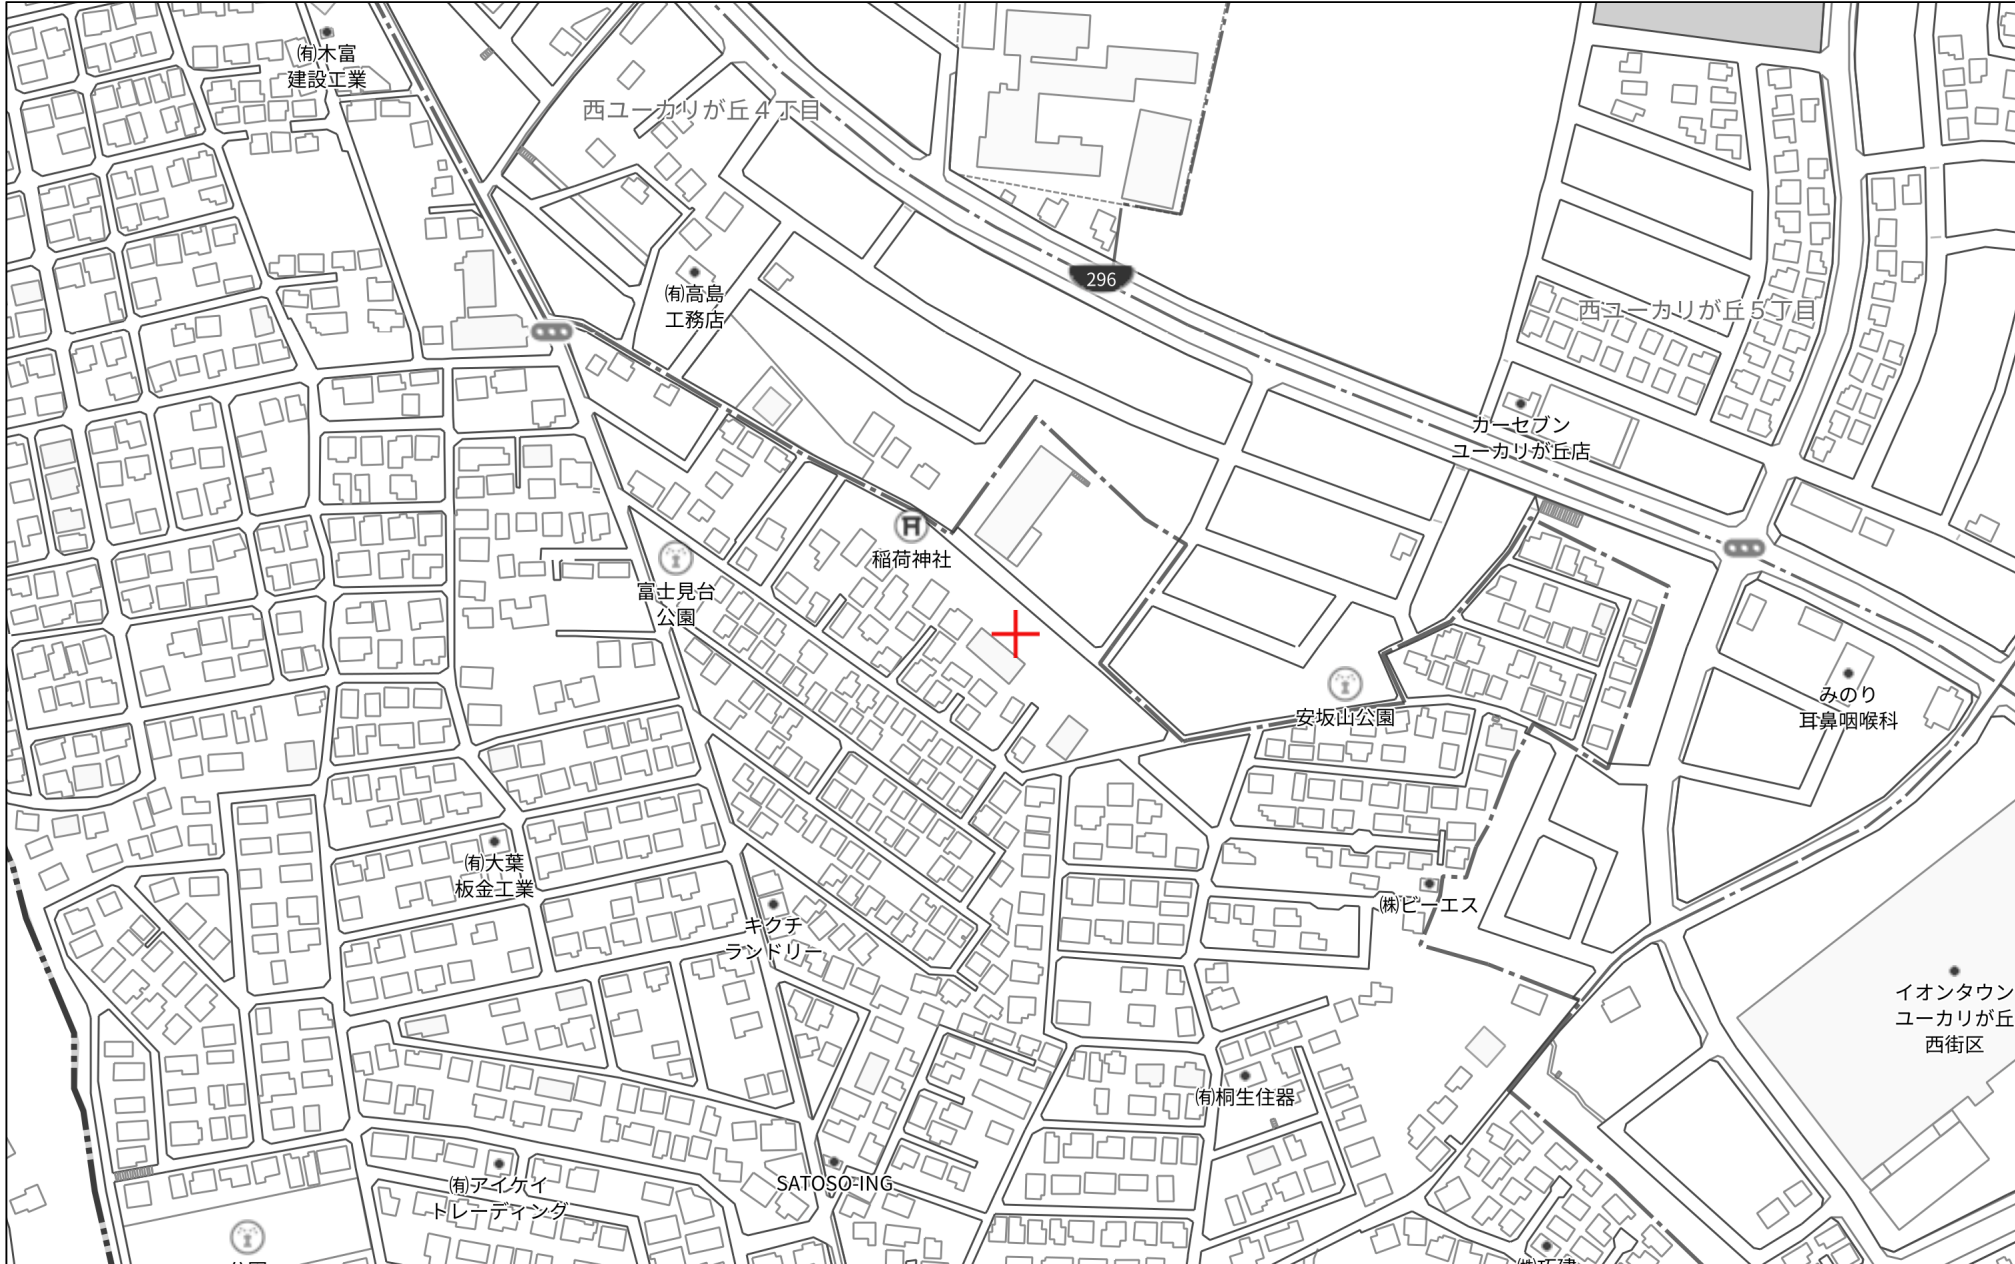 ㈲木富
建設工業
西ユーカリが丘４丁目
㈲高島
工務店
296
西ユーカリが丘５丁目
カーセブン
ユーカリが丘店
稲荷神社
富士見台
公園
安坂山公園
みのり
耳鼻咽喉科
㈲大葉
板金工業
㈱ビーエス
キクチ
ランドリー
イオンタウン
ユーカリが丘
西街区
㈲桐生住器
㈲アイケイ
トレーディング
SATOSO ING